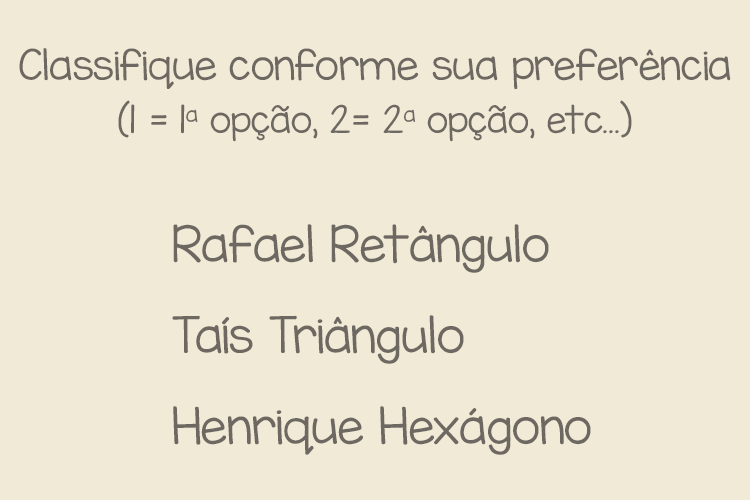 Classifique conforme sua preferência
(1 = 1ª opção, 2= 2ª opção, etc...)
Rafael Retângulo
Taís Triângulo
Henrique Hexágono